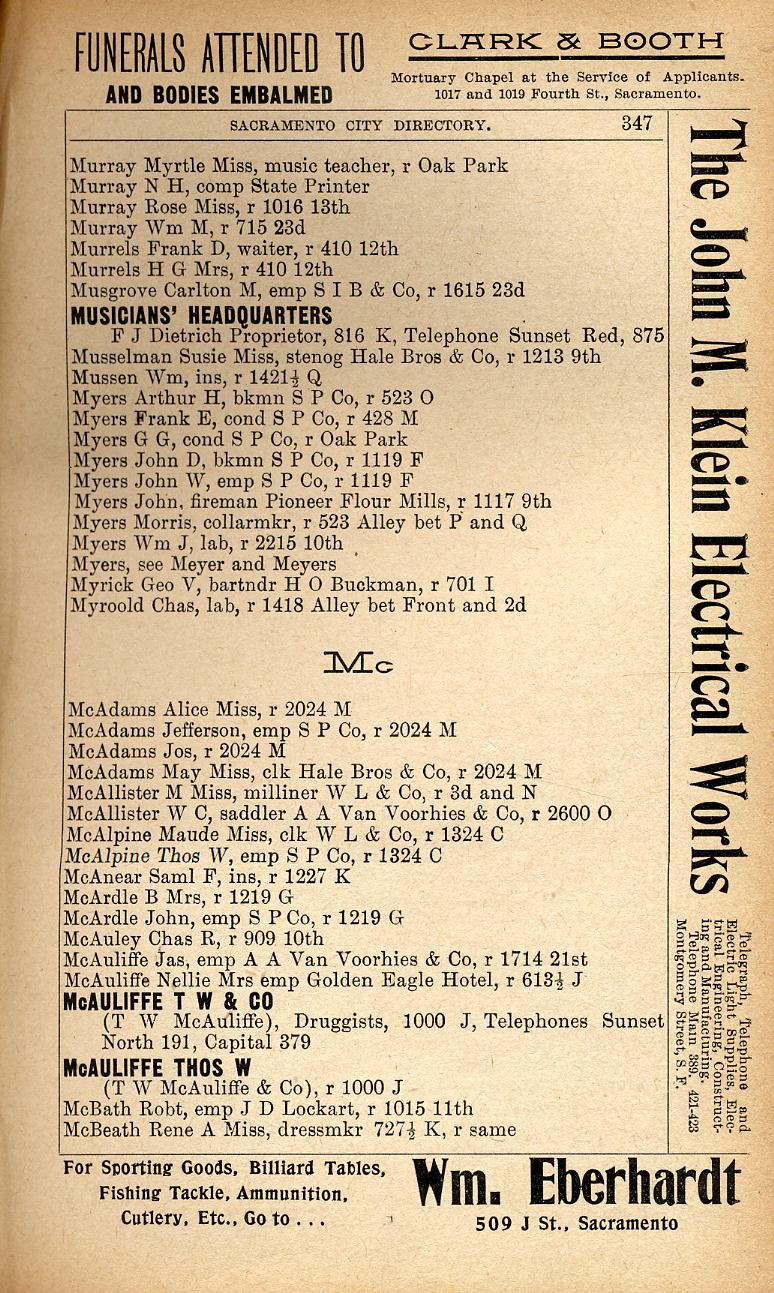 FUNERALS ATTENDED TO
AND BODIES EMBALMED
CLARK & BOOTH
Mortuary Chapel at the Service of Applicants.
1017 and 1019 Fourth St., Sacramento.
SACRAMENTO CITY DIRECTORY. 347
Murray Myrtle Miss, music teacher, r Oak Park
Murray N H, comp State Printer
Murray Rose Miss, r 1016 13th
Murray Wm M, r 715 23d
Murrels Frank D, waiter, r 410 12th
Murrels H G Mrs, r 410 12th
Musgrove Carlton M, emp S I B & Co, r 1615 23d
MUSICIANS' HEADQUARTERS
F J Dietrich Proprietor, 816 K, Telephone Sunset Red, 875
Musselman Susie Miss, stenog Hale Bros & Co, r 1213 9th
Mussen Wm, ins, r 1421½ Q
Myers Arthur H, bkmn S P Co, r 523 O
Myers Frank E, cond S P Co, r 428 M
Myers G G, cond S P Co, r Oak Park
Myers John D, bkmn S P Co, r 1119 F
Myers John W, emp S P Co, r 1119 F
Myers John, fireman Pioneer Flour Mills, r 1117 9th
Myers Morris, collarmkr, r 523 Alley bet P and Q
Myers Wm J, lab, r 2215 10th
Myers, see Meyer and Meyers
Myrick Geo V, bartndr H O Buckman, r 701 I
Myroold Chas, lab, r 1418 Alley bet Front and 2d
Mc
McAdams Alice Miss, r 2024 M
McAdams Jefferson, emp S P Co, r 2024 M
McAdams Jos, r 2024 M
McAdams May Miss, clk Hale Bros & Co, r 2024 M
McAllister M Miss, milliner W L & Co, r 3d and N
McAllister W C, saddler A A Van Voorhies & Co, r 2600 O
McAlpine Maude Miss, clk W L & Co, r 1324 C
McAlpine Thos W, emp S P Co, r 1324 C
McAnear Saml F, ins, r 1227 K
McArdle B Mrs, r 1219 G
McArdle John, emp S P Co, r 1219 G
McAuley Chas R, r 909 10th
McAuliffe Jas, emp A A Van Voorhies & Co, r 1714 21st
McAuliffe Nellie Mrs emp Golden Eagle Hotel, r 613½ J
McAULIFFE T W & CO
(T W McAuliffe), Druggists, 1000 J, Telephones Sunset
North 191, Capital 379
McAULIFFE THOS W
(T W McAuliffe & Co), r 1000 J
McBath Robt, emp J D Lockart, r 1015 11th
McBeath Rene A Miss, dressmkr 727½ K, r same
The John M. Klein Electrical Works
Telegraph, Telephone and
Electric Light Supplies, Elec-
trical Engineering, Construct-
ing and Manufacturing.
Telephone Main 389. 421-423
Montgomery Street, S. F.
For Sporting Goods, Billiard Tables,
Fishing Tackle, Ammunition,
Cutlery, Etc., Go to . . .
Wm. Eberhardt
509 J St., Sacramento